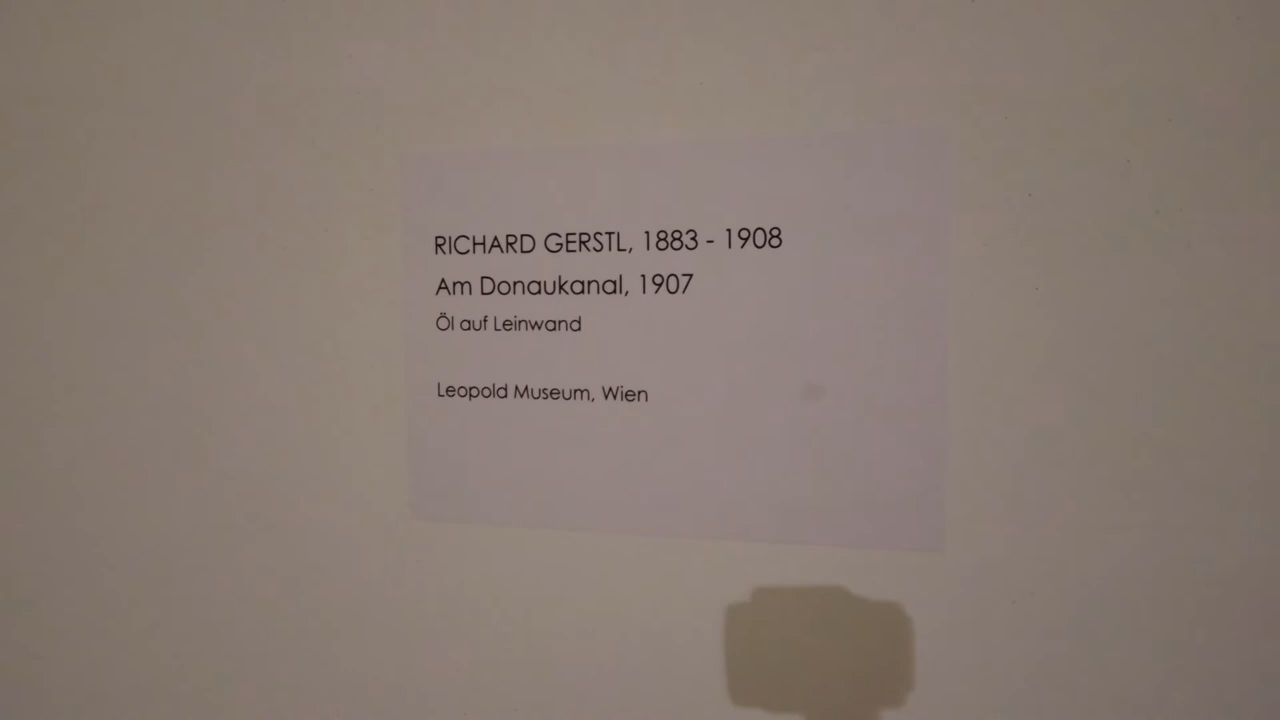 RICHARD GERSTL, 1883 - 1908
Am Donaukanal, 1907
Öl auf Leinwand
Leopold Museum, Wien